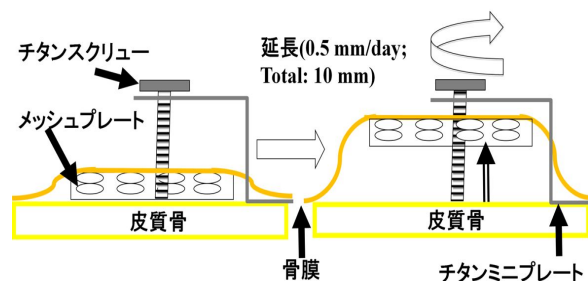 チタンスクリュー
延長(0.5 mm/day;
Total: 10 mm)
メッシュプレート
皮質骨
皮質骨
骨膜
チタンミニプレート